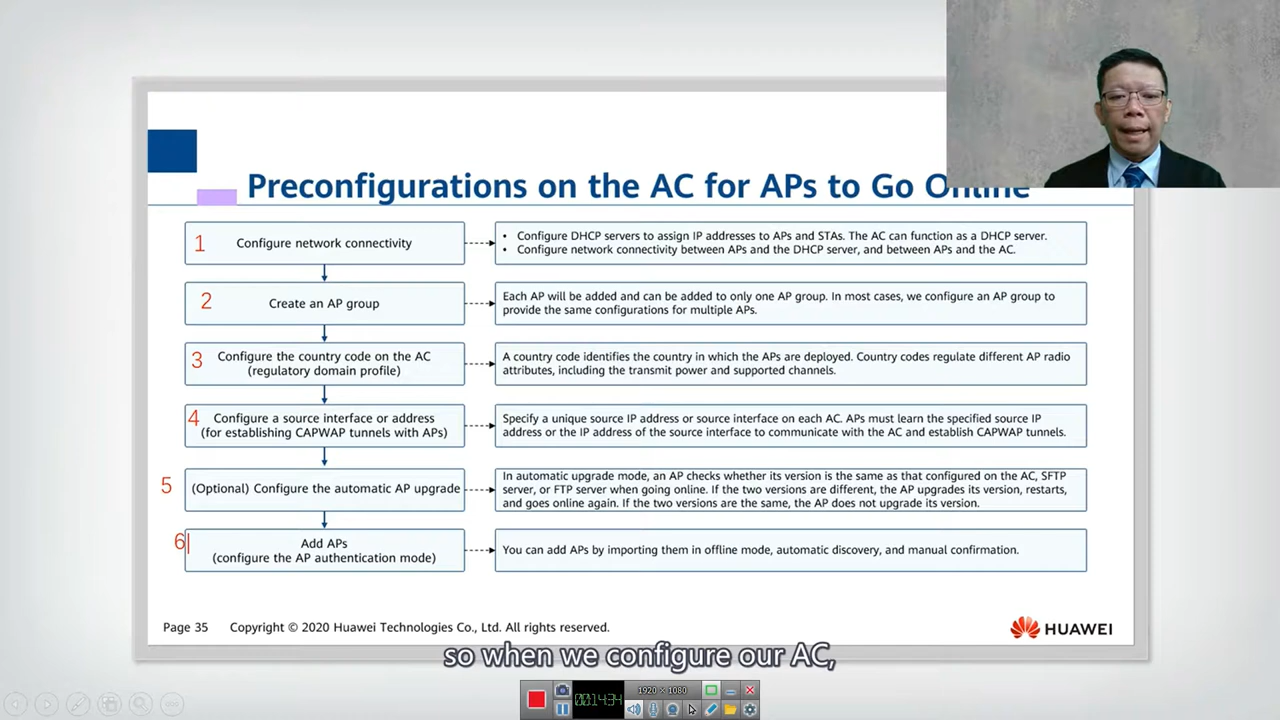 Preconfigurations on the AC for APs to Go Online
1
Configure network connectivity
• Configure DHCP servers to assign IP addresses to APs and STAs. The AC can function as a DHCP server.
• Configure network connectivity between APs and the DHCP server, and between APs and the AC.
2
Create an AP group
Each AP will be added and can be added to only one AP group. In most cases, we configure an AP group to
provide the same configurations for multiple APs.
3
Configure the country code on the AC
(regulatory domain profile)
A country code identifies the country in which the APs are deployed. Country codes regulate different AP radio
attributes, including the transmit power and supported channels.
4
Configure a source interface or address
(for establishing CAPWAP tunnels with APs)
Specify a unique source IP address or source interface on each AC. APs must learn the specified source IP
address or the IP address of the source interface to communicate with the AC and establish CAPWAP tunnels.
5
(Optional) Configure the automatic AP upgrade
In automatic upgrade mode, an AP checks whether its version is the same as that configured on the AC, SFTP
server, or FTP server when going online. If the two versions are different, the AP upgrades its version, restarts,
and goes online again. If the two versions are the same, the AP does not upgrade its version.
6
Add APs
(configure the AP authentication mode)
You can add APs by importing them in offline mode, automatic discovery, and manual confirmation.
Page 35 Copyright © 2020 Huawei Technologies Co., Ltd. All rights reserved.
HUAWEI
so when we configure our AC,
1920 × 1080